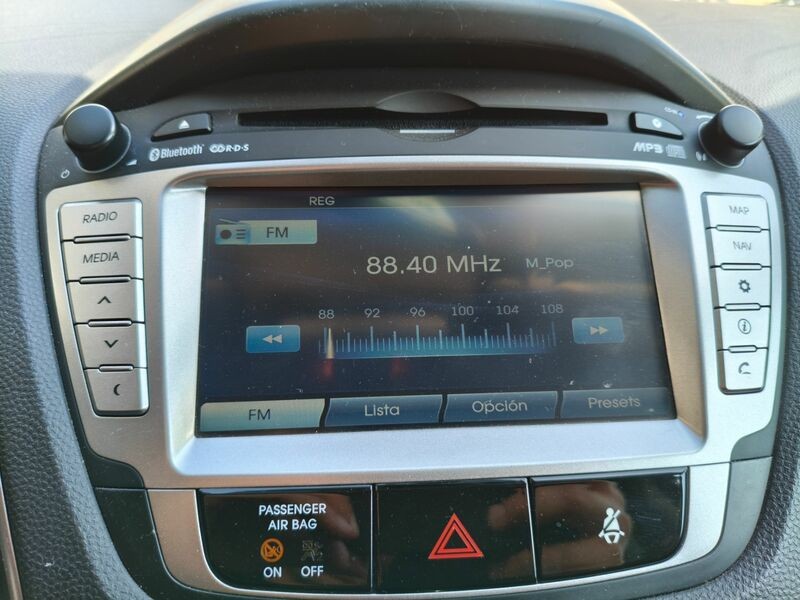 Bluetooth R·D·S
MP3
RADIO
MEDIA
MAP
NAV
REG
FM
88.40 MHz M_Pop
88 92 96 100 104 108
FM Lista Opción Presets
PASSENGER
AIR BAG
ON OFF